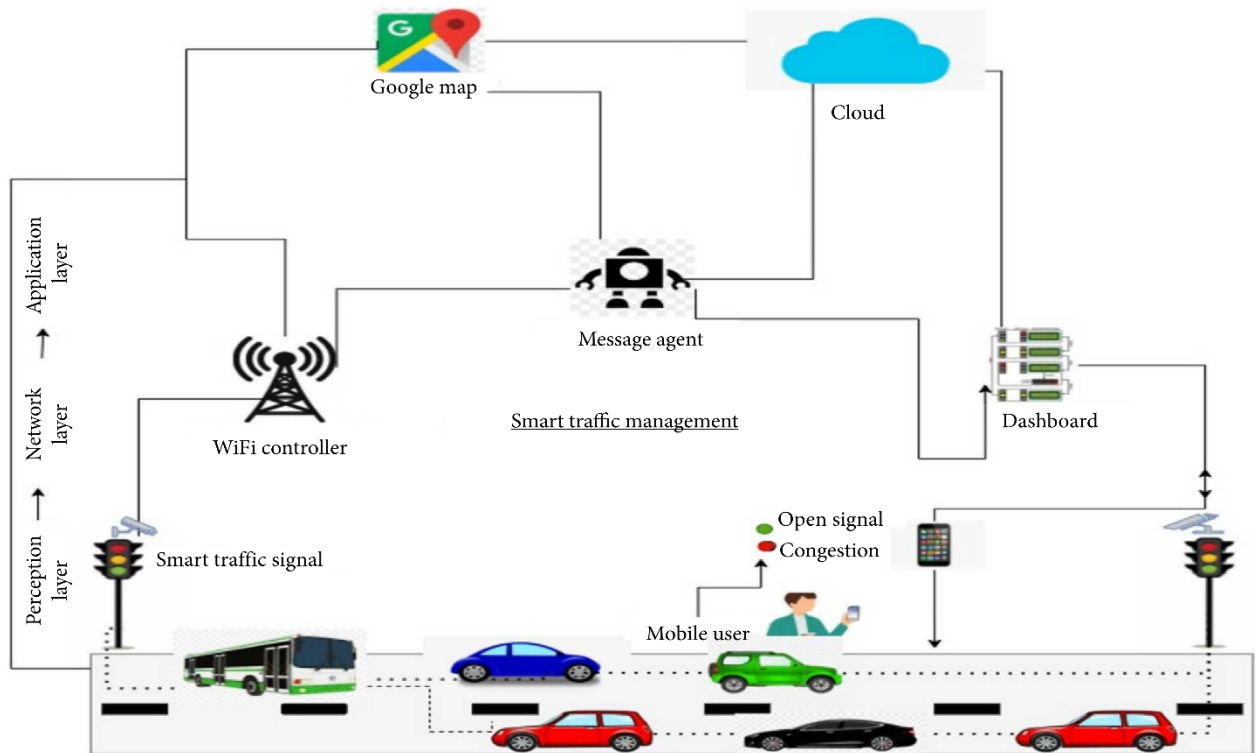 G
Google map
Cloud
Application
layer
Message agent
Network
layer
WiFi controller
Smart traffic management
Dashboard
Perception
layer
Smart traffic signal
Open signal
Congestion
Mobile user